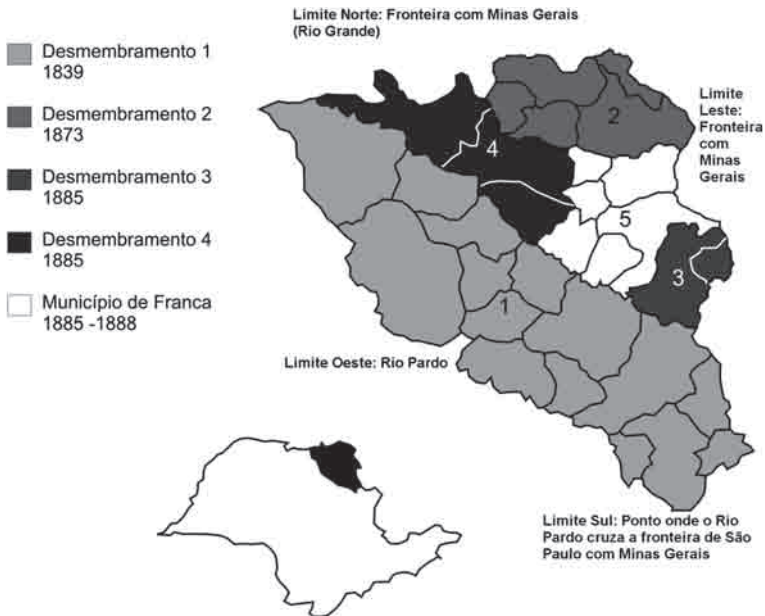 Limite Norte: Fronteira com Minas Gerais
(Rio Grande)
Desmembramento 1
1839
Desmembramento 2
1873
Desmembramento 3
1885
Desmembramento 4
1885
Município de Franca
1885 -1888
Limite
Leste:
Fronteira
com
Minas
Gerais
2
4
5
3
1
Limite Oeste: Rio Pardo
Limite Sul: Ponto onde o Rio
Pardo cruza a fronteira de São
Paulo com Minas Gerais